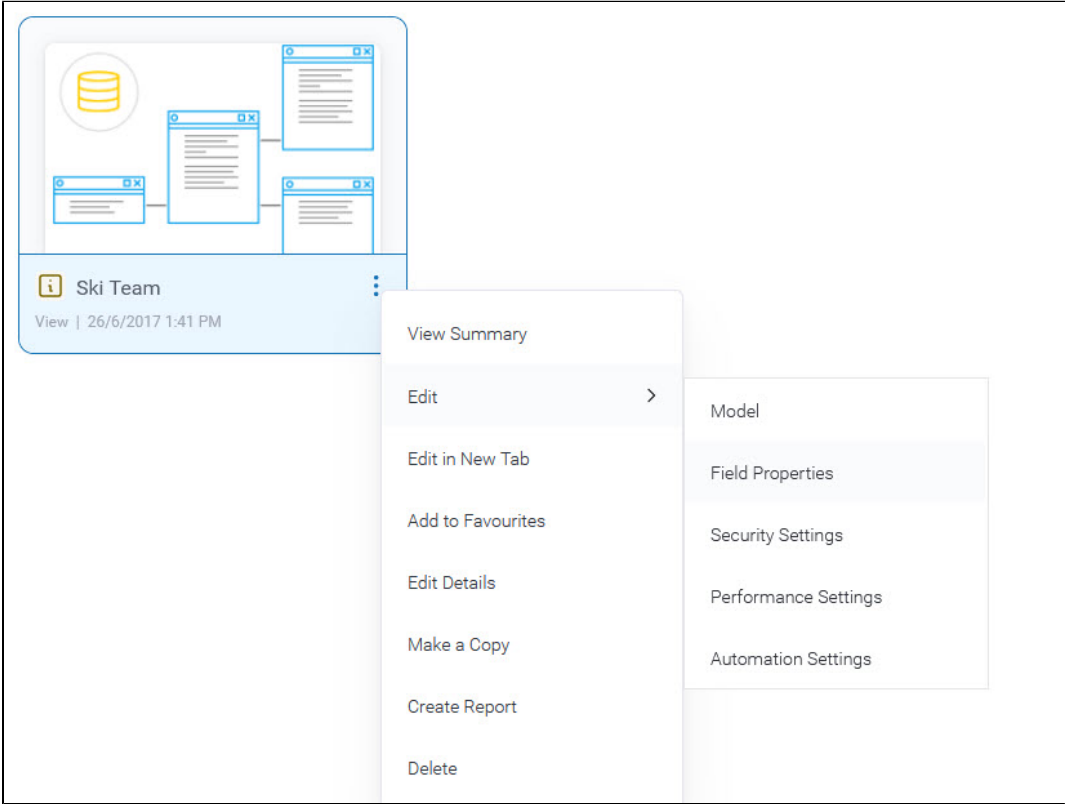 Ski Team
View | 26/6/2017 1:41 PM
View Summary
Edit
Edit in New Tab
Add to Favourites
Edit Details
Make a Copy
Create Report
Delete
Model
Field Properties
Security Settings
Performance Settings
Automation Settings